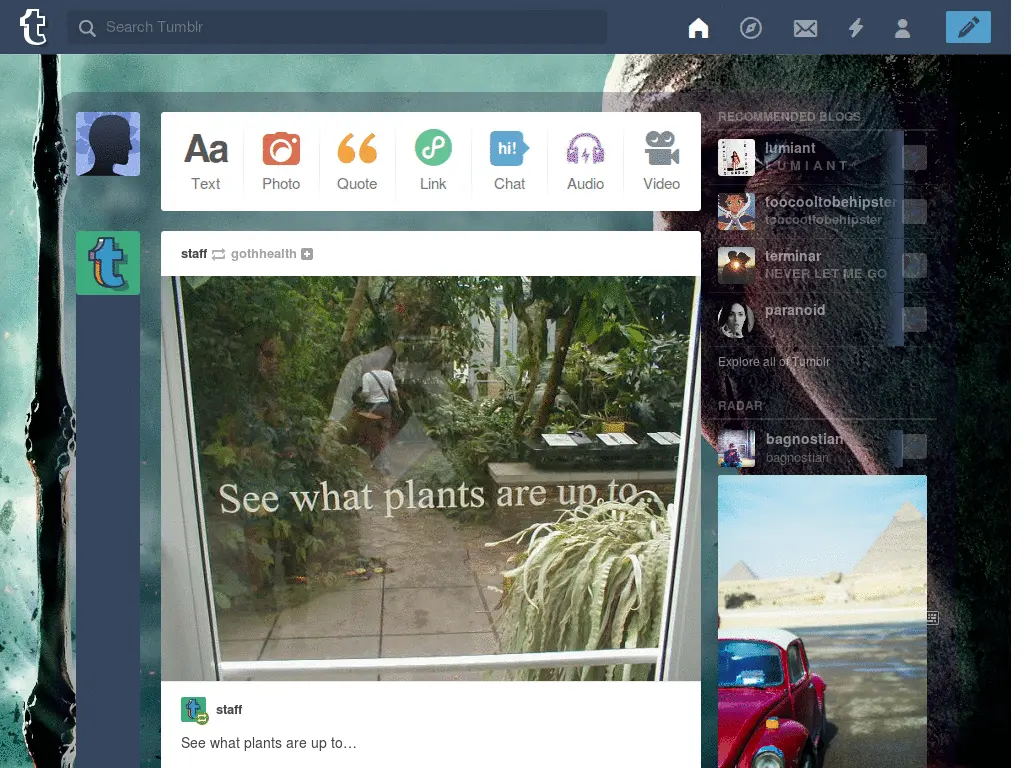 Search Tumblr
Aa
Text
Photo
Quote
Link
hi!
Chat
Audio
Video
staff gothhealth
See what plants are up to...
staff
See what plants are up to…
RECOMMENDED BLOGS
lumiant
L U M I A N T
foocooltobehipster
foocooltobehipster
terminar
NEVER LET ME GO
paranoid
Explore all of Tumblr
RADAR
bagnostian
bagnostian